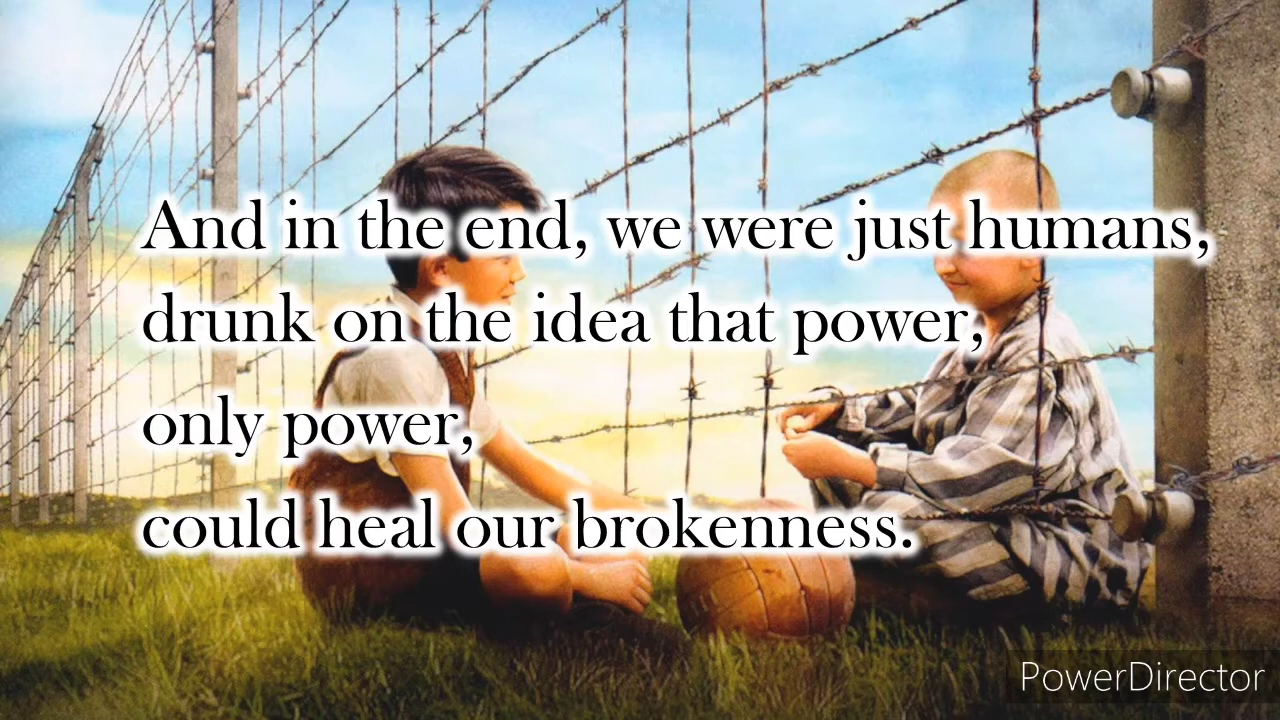 And in the end, we were just humans,
drunk on the idea that power,
only power,
could heal our brokenness.
PowerDirector